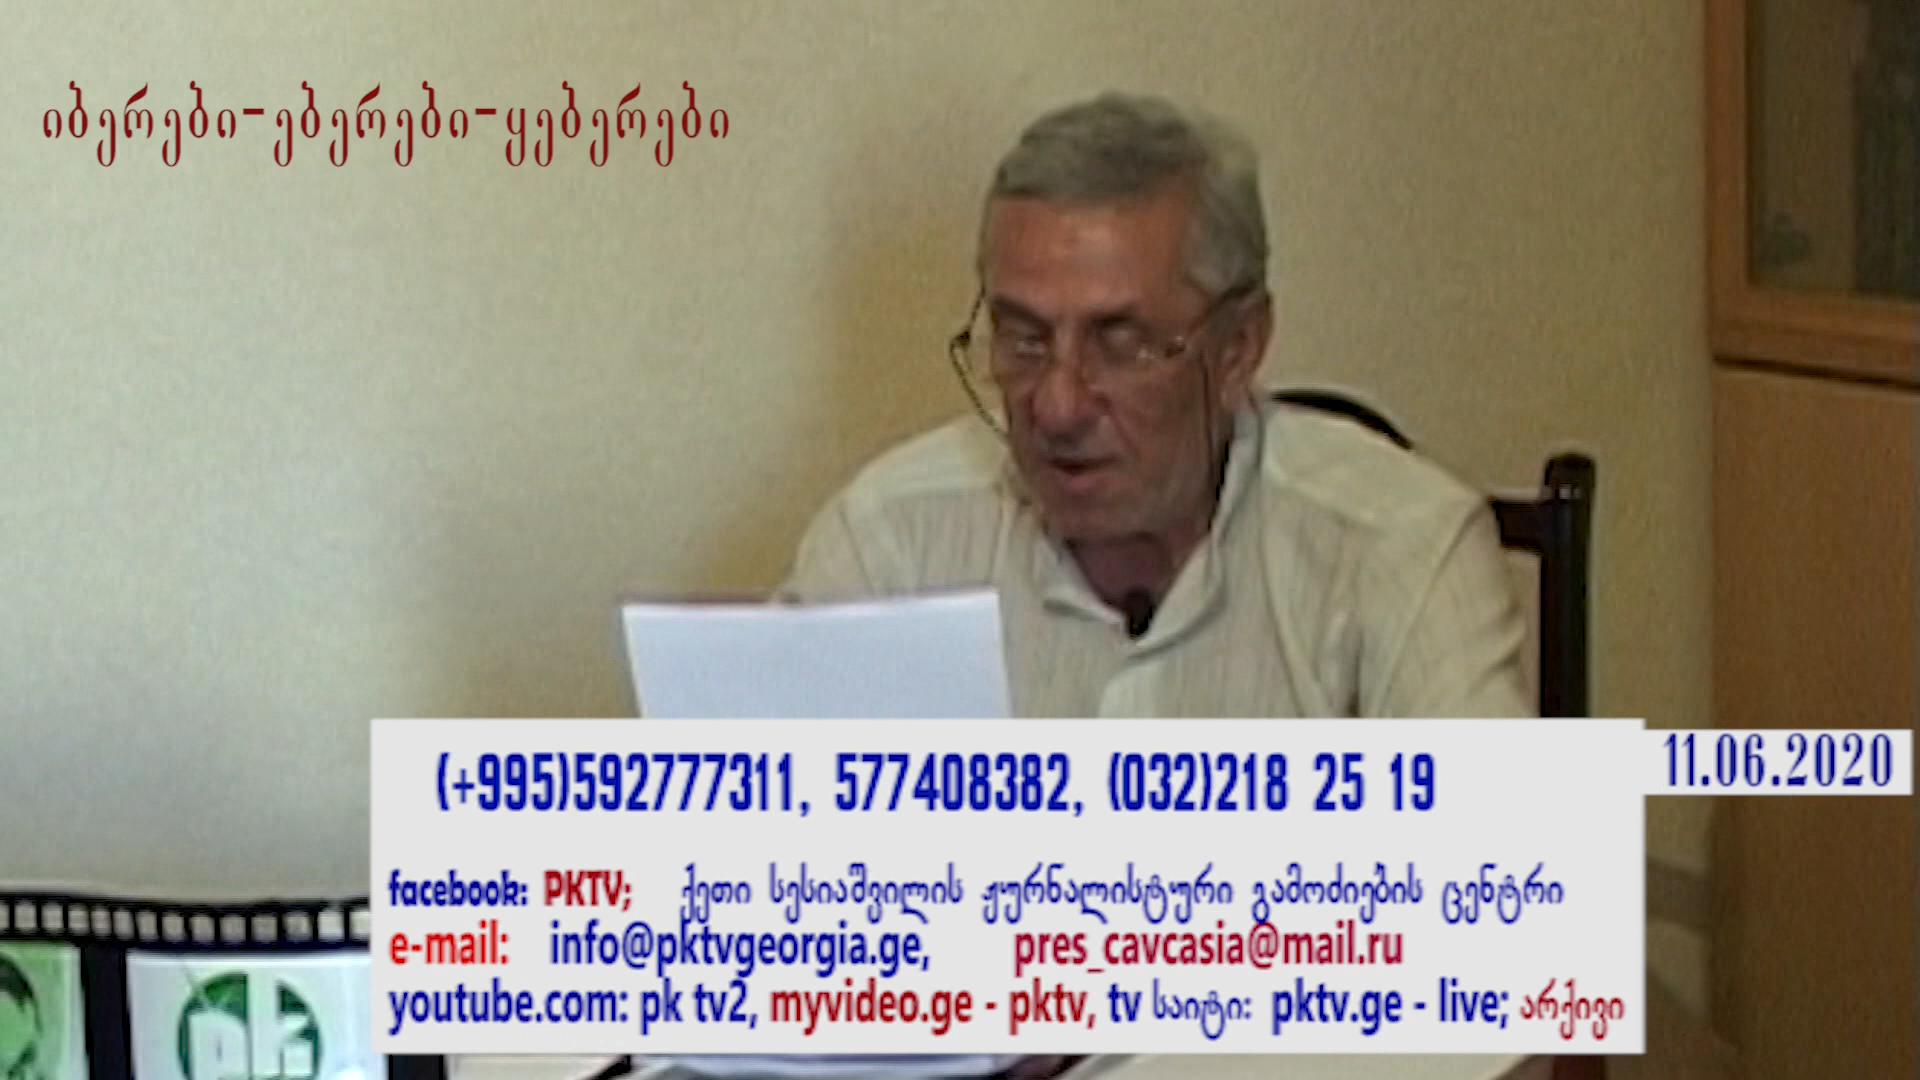 იბერები-ებერები-ყებერები
(+995)592777311, 577408382, (032)218 25 19
11.06.2020
facebook: PKTV; ქეთი სესიაშვილის ჟურნალისტური გამოძიების ცენტრი
e-mail: info@pktvgeorgia.ge, pres_cavcasia@mail.ru
youtube.com: pk tv2, myvideo.ge - pktv, tv საიტი: pktv.ge - live; არქივი
pk